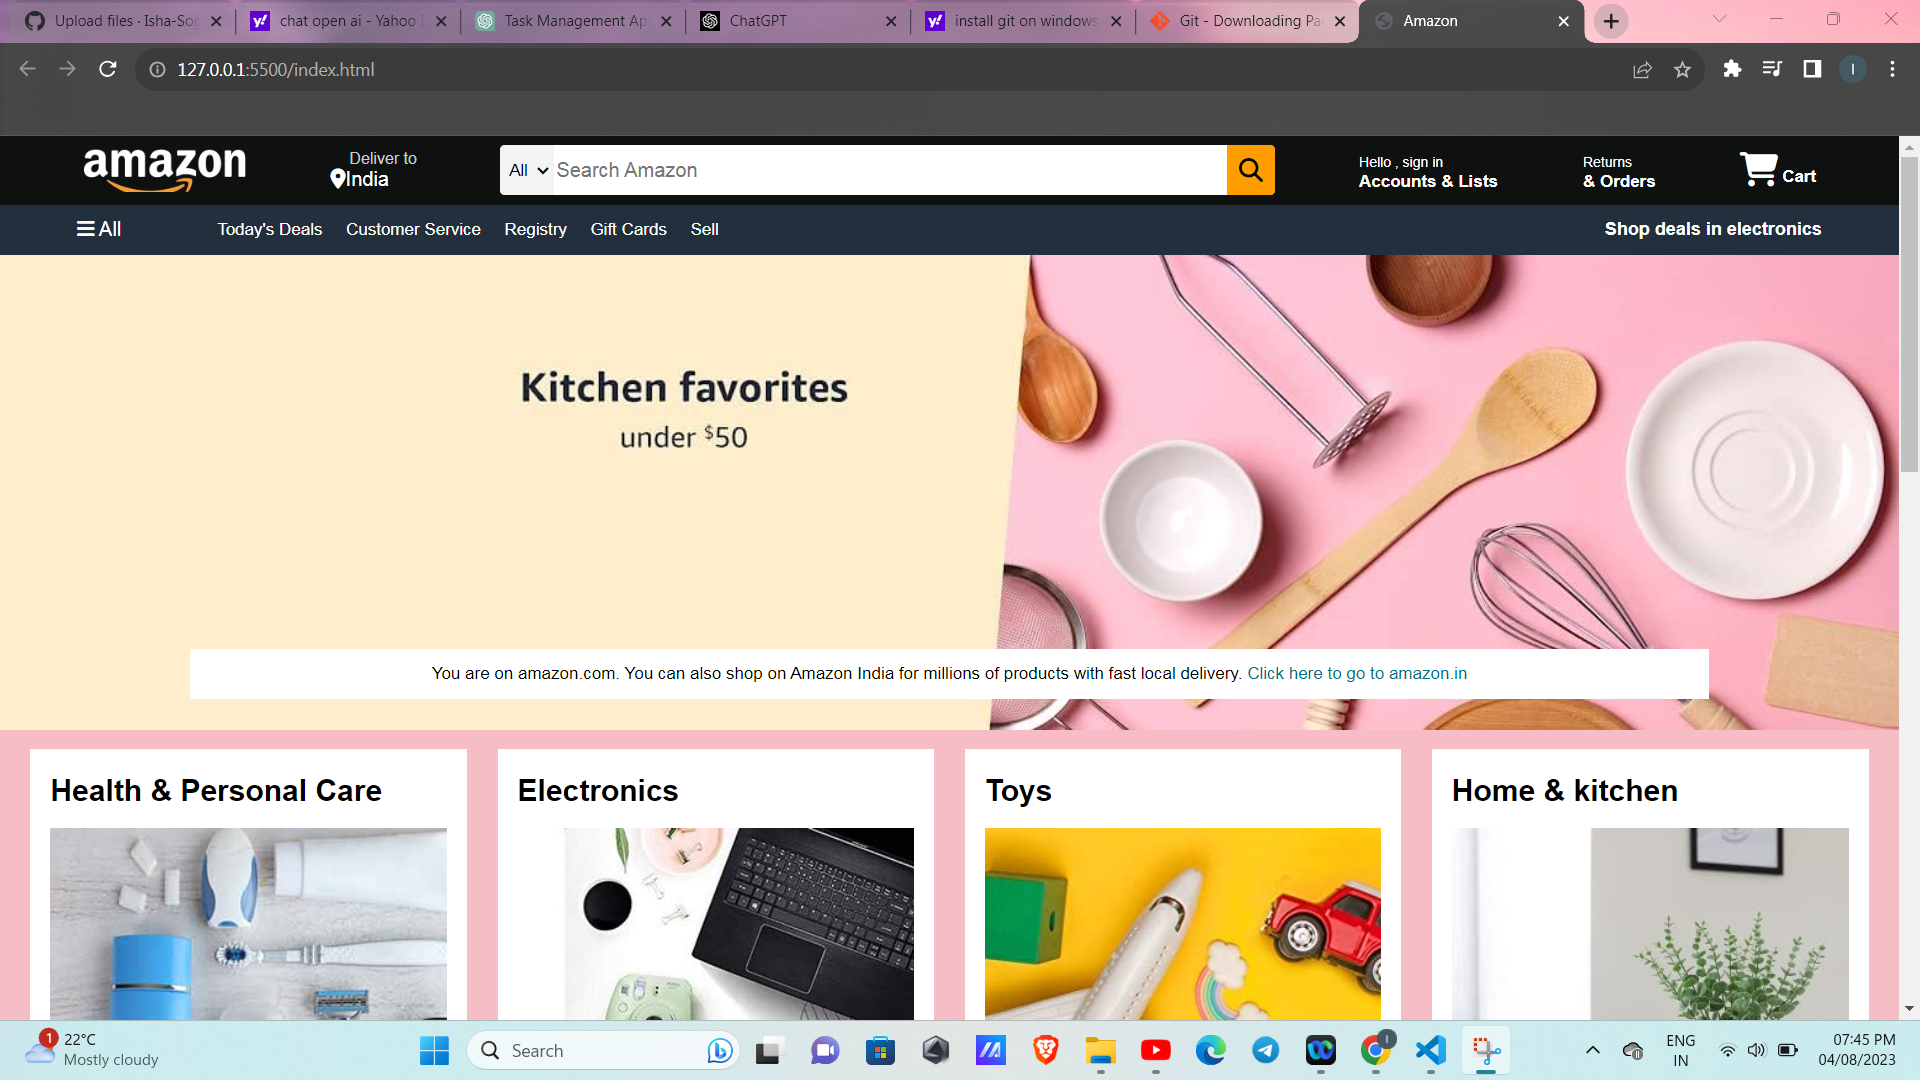 Upload files · Isha-Sog
chat open ai - Yahoo
Task Management Ap
ChatGPT
install git on windows
Git - Downloading Pa
Amazon
127.0.0.1:5500/index.html
I
amazon
Deliver to
India
All
Search Amazon
Hello , sign in
Accounts & Lists
Returns
& Orders
Cart
All
Today's Deals
Customer Service
Registry
Gift Cards
Sell
Shop deals in electronics
Kitchen favorites
under $50
You are on amazon.com. You can also shop on Amazon India for millions of products with fast local delivery. Click here to go to amazon.in
Health & Personal Care
Electronics
Toys
Home & kitchen
1
22°C
Mostly cloudy
Search
I
ENG
IN
07:45 PM
04/08/2023